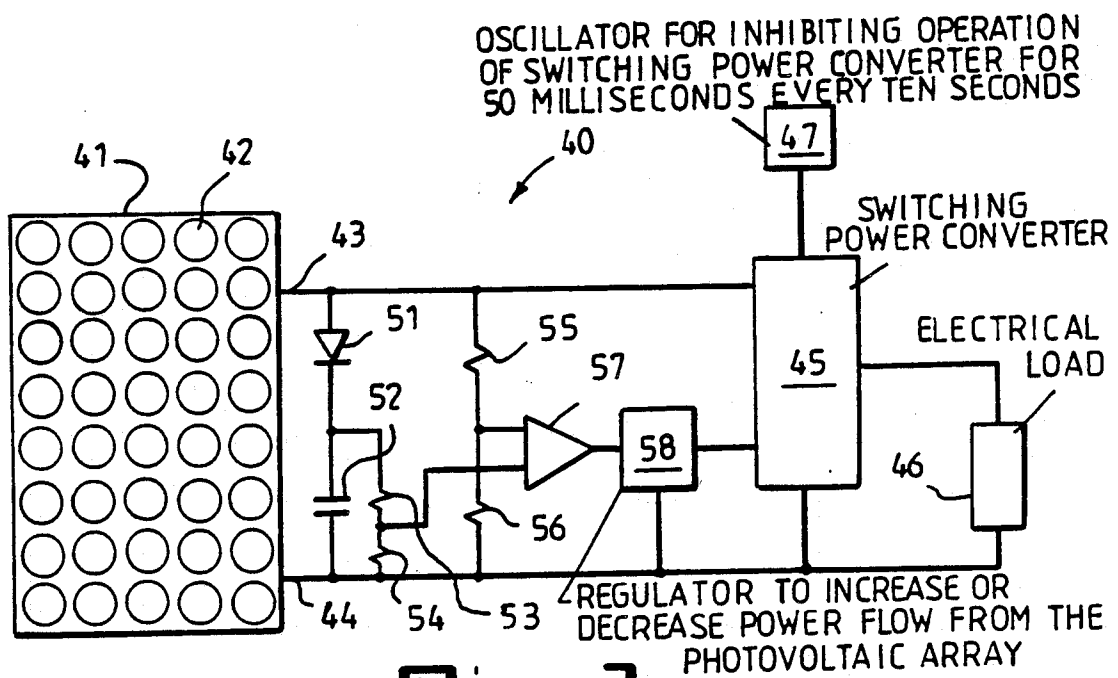 OSCILLATOR FOR INHIBITING OPERATION
OF SWITCHING POWER CONVERTER FOR
50 MILLISECONDS EVERY TEN SECONDS
47
40
41
42
43
SWITCHING
POWER CONVERTER
51
55
57
52
45
58
ELECTRICAL
LOAD
46
56
44
54
53
REGULATOR TO INCREASE OR
DECREASE POWER FLOW FROM THE
PHOTOVOLTAIC ARRAY